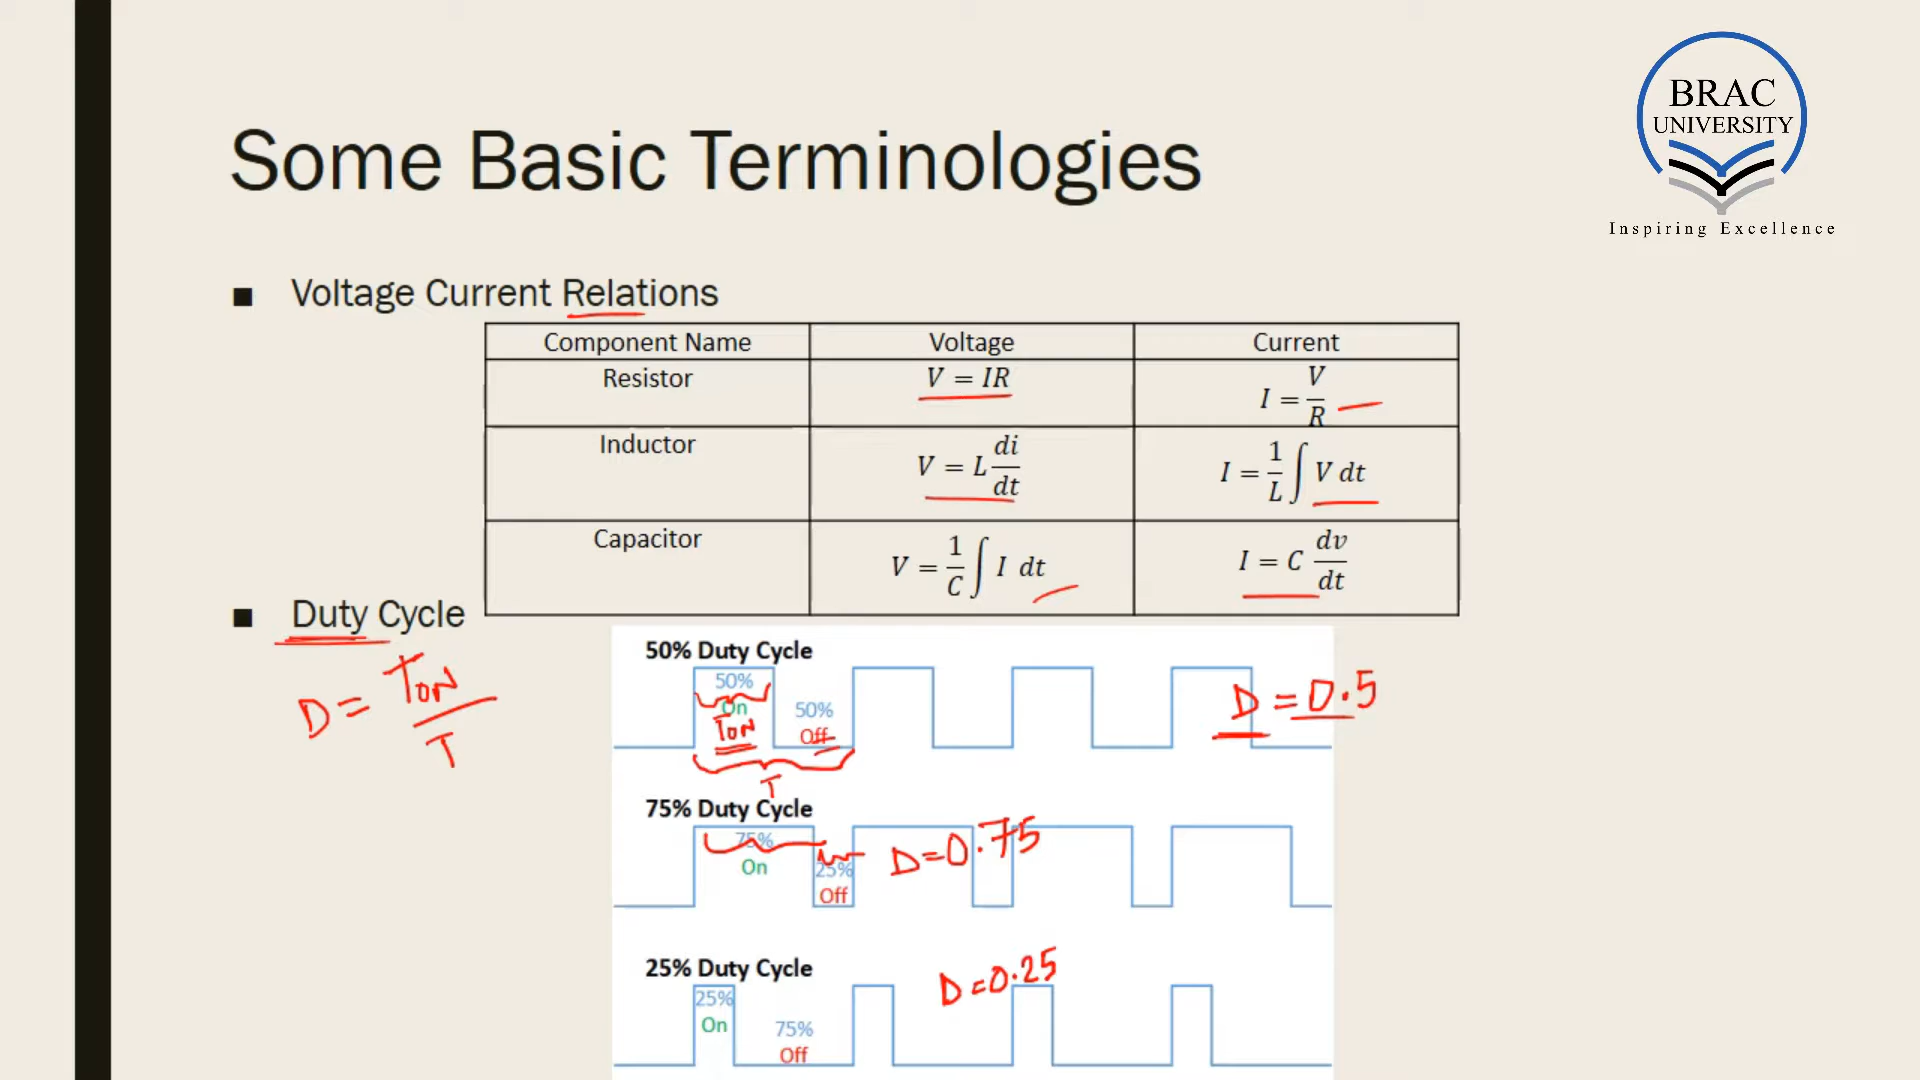 BRAC
UNIVERSITY
Inspiring Excellence
Some Basic Terminologies
■ Voltage Current Relations
Component Name Voltage Current
Resistor V = IR I = V/R
Inductor V = L di/dt I = 1/L ∫ V dt
Capacitor V = 1/C ∫ I dt I = C dv/dt
■ Duty Cycle
D = TON/T
50% Duty Cycle
50%
On
TON
50%
Off
T
D = 0.5
75% Duty Cycle
75%
On
25%
Off
D=0.75
25% Duty Cycle
25%
On
75%
Off
D=0.25